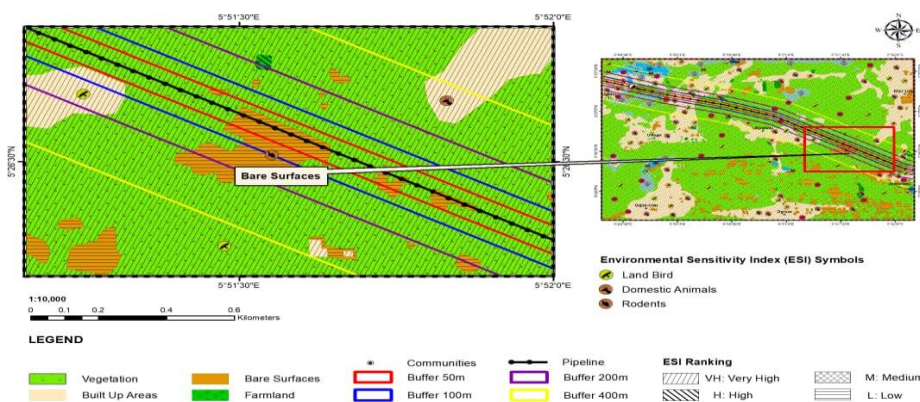 5°51'30"E
5°52'0"E
N
W
E
S
5°26'30"N
5°26'30"N
Bare Surfaces
5°51'30"E
5°52'0"E
Environmental Sensitivity Index (ESI) Symbols
Land Bird
Domestic Animals
Rodents
1:10,000
0 0.1 0.2 0.4 0.6
Kilometers
LEGEND
Vegetation
Built Up Areas
Bare Surfaces
Farmland
Communities
Buffer 50m
Buffer 100m
Pipeline
Buffer 200m
Buffer 400m
ESI Ranking
VH: Very High
H: High
M: Medium
L: Low